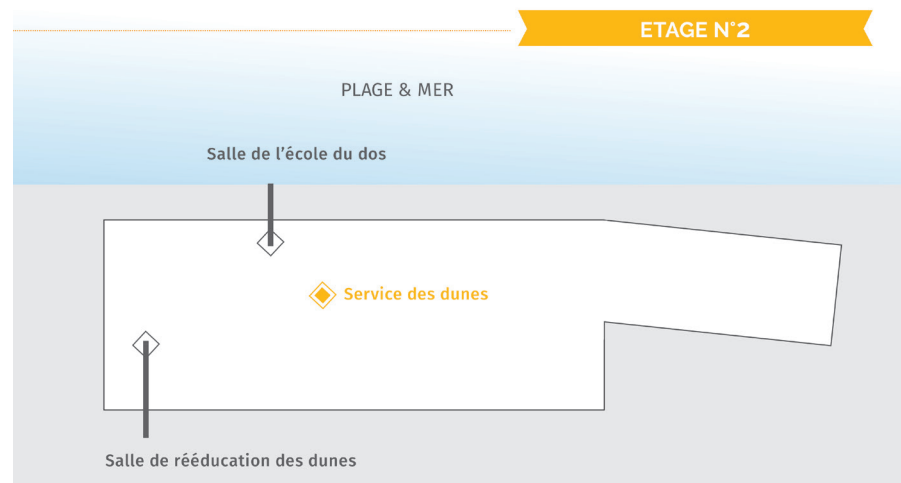 ETAGE N°2
PLAGE & MER
Salle de l'école du dos
Service des dunes
Salle de rééducation des dunes